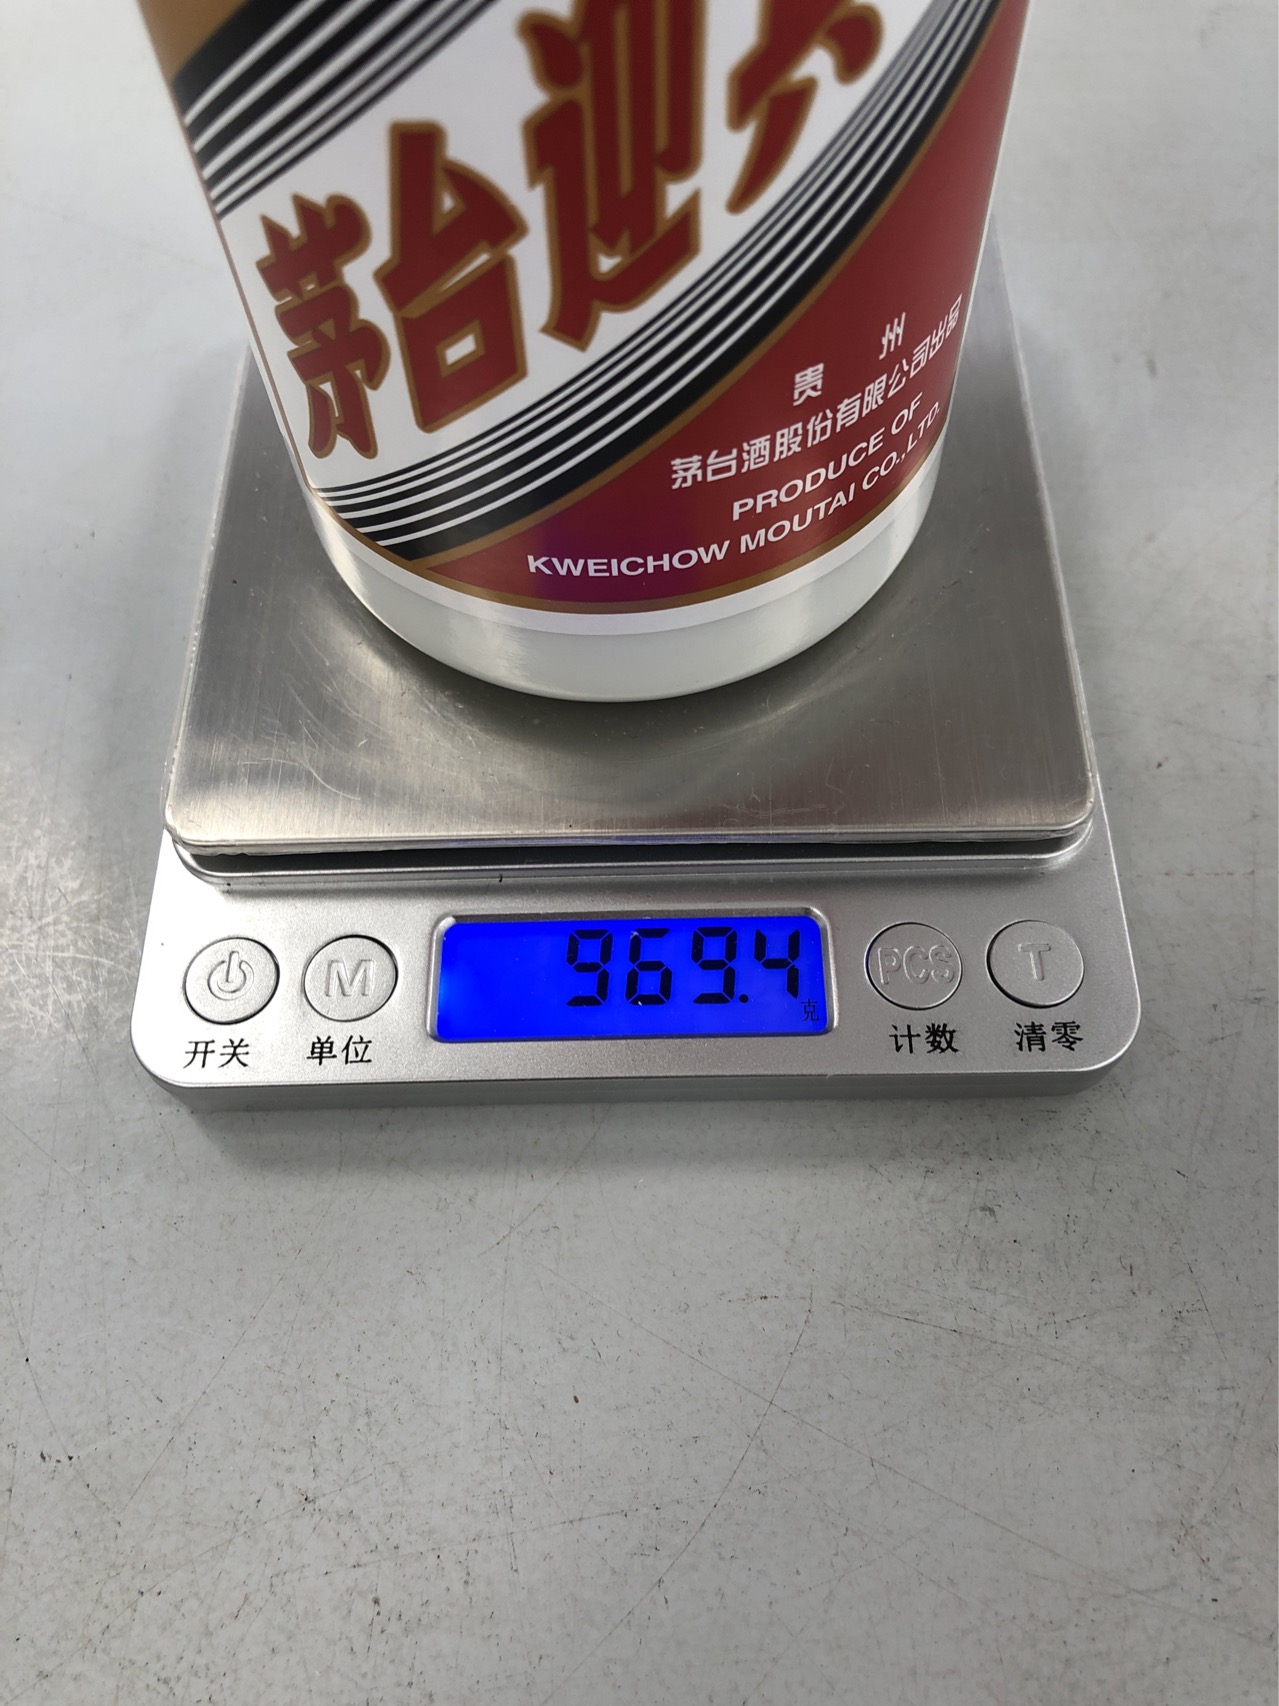 茅台迎
贵州
茅台酒股份有限公司出品
PRODUCE OF
KWEICHOW MOUTAI CO.,LTD.
969.4
克
M
PCS
T
开关
单位
计数
清零